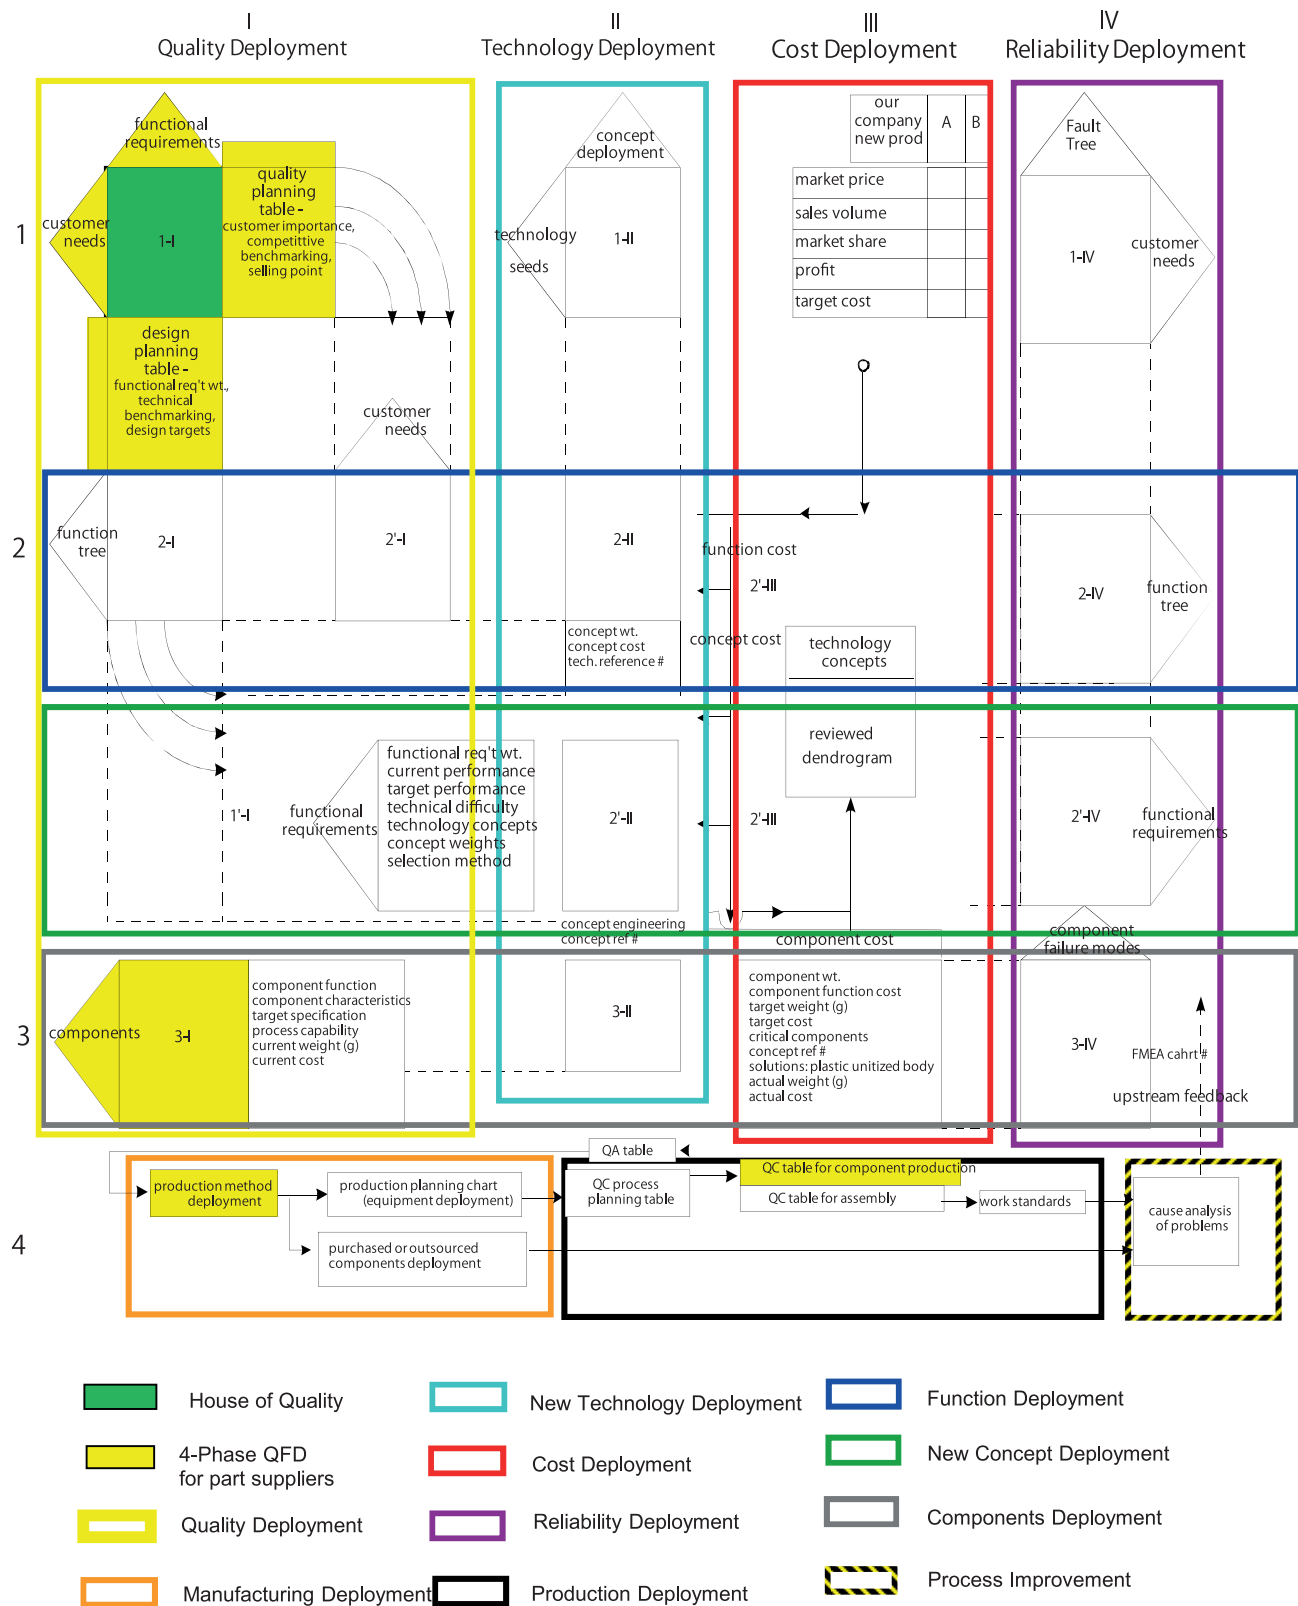 I
Quality Deployment
II
Technology Deployment
III
Cost Deployment
IV
Reliability Deployment
1
functional
requirements
customer
needs
1-I
quality
planning
table -
customer importance,
competittive
benchmarking,
selling point
design
planning
table -
functional req't wt.,
technical
benchmarking,
design targets
customer
needs
concept
deployment
technology
seeds
1-II
our
company
new prod
A
B
market price
sales volume
market share
profit
target cost
Fault
Tree
1-IV
customer
needs
2
function
tree
2-I
2'-I
2-II
concept wt.
concept cost
tech. reference #
function cost
2'-III
concept cost
technology
concepts
reviewed
dendrogram
2-IV
function
tree
1'-I
functional
requirements
functional req't wt.
current performance
target performance
technical difficulty
technology concepts
concept weights
selection method
2'-II
concept engineering
concept ref #
2'-III
component cost
2'-IV
functional
requirements
component
failure modes
3
components
3-I
component function
component characteristics
target specification
process capability
current weight (g)
current cost
3-II
component wt.
component function cost
target weight (g)
target cost
critical components
concept ref #
solutions: plastic unitized body
actual weight (g)
actual cost
3-IV
FMEA cahrt #
upstream feedback
4
QA table
production method
deployment
production planning chart
(equipment deployment)
purchased or outsourced
components deployment
QC process
planning table
QC table for component production
QC table for assembly
work standards
cause analysis
of problems
House of Quality
New Technology Deployment
Function Deployment
4-Phase QFD
for part suppliers
Cost Deployment
New Concept Deployment
Quality Deployment
Reliability Deployment
Components Deployment
Manufacturing Deployment
Production Deployment
Process Improvement